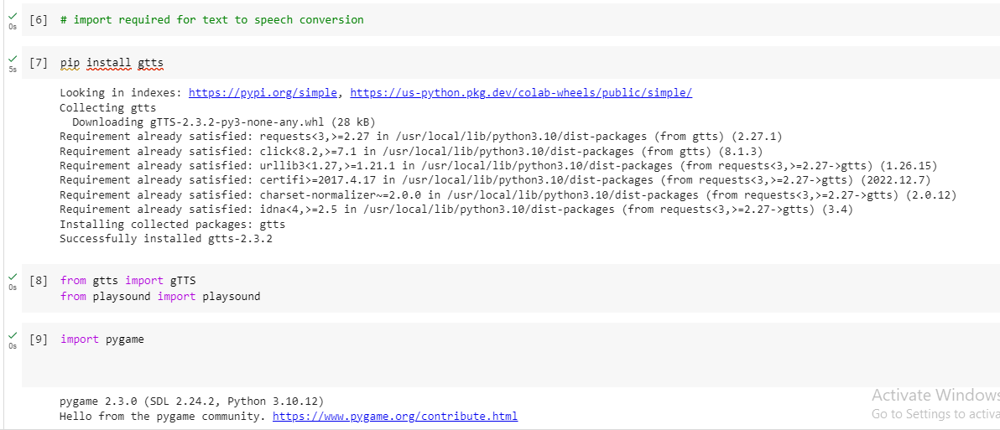 [6] # import required for text to speech conversion
0s
[7] pip install gtts
5s
Looking in indexes: https://pypi.org/simple, https://us-python.pkg.dev/colab-wheels/public/simple/
Collecting gtts
  Downloading gTTS-2.3.2-py3-none-any.whl (28 kB)
Requirement already satisfied: requests<3,>=2.27 in /usr/local/lib/python3.10/dist-packages (from gtts) (2.27.1)
Requirement already satisfied: click<8.2,>=7.1 in /usr/local/lib/python3.10/dist-packages (from gtts) (8.1.3)
Requirement already satisfied: urllib3<1.27,>=1.21.1 in /usr/local/lib/python3.10/dist-packages (from requests<3,>=2.27->gtts) (1.26.15)
Requirement already satisfied: certifi>=2017.4.17 in /usr/local/lib/python3.10/dist-packages (from requests<3,>=2.27->gtts) (2022.12.7)
Requirement already satisfied: charset-normalizer~=2.0.0 in /usr/local/lib/python3.10/dist-packages (from requests<3,>=2.27->gtts) (2.0.12)
Requirement already satisfied: idna<4,>=2.5 in /usr/local/lib/python3.10/dist-packages (from requests<3,>=2.27->gtts) (3.4)
Installing collected packages: gtts
Successfully installed gtts-2.3.2
[8] from gtts import gTTS
0s
from playsound import playsound
[9] import pygame
0s
pygame 2.3.0 (SDL 2.24.2, Python 3.10.12)
Hello from the pygame community. https://www.pygame.org/contribute.html
Activate Windows
Go to Settings to activa